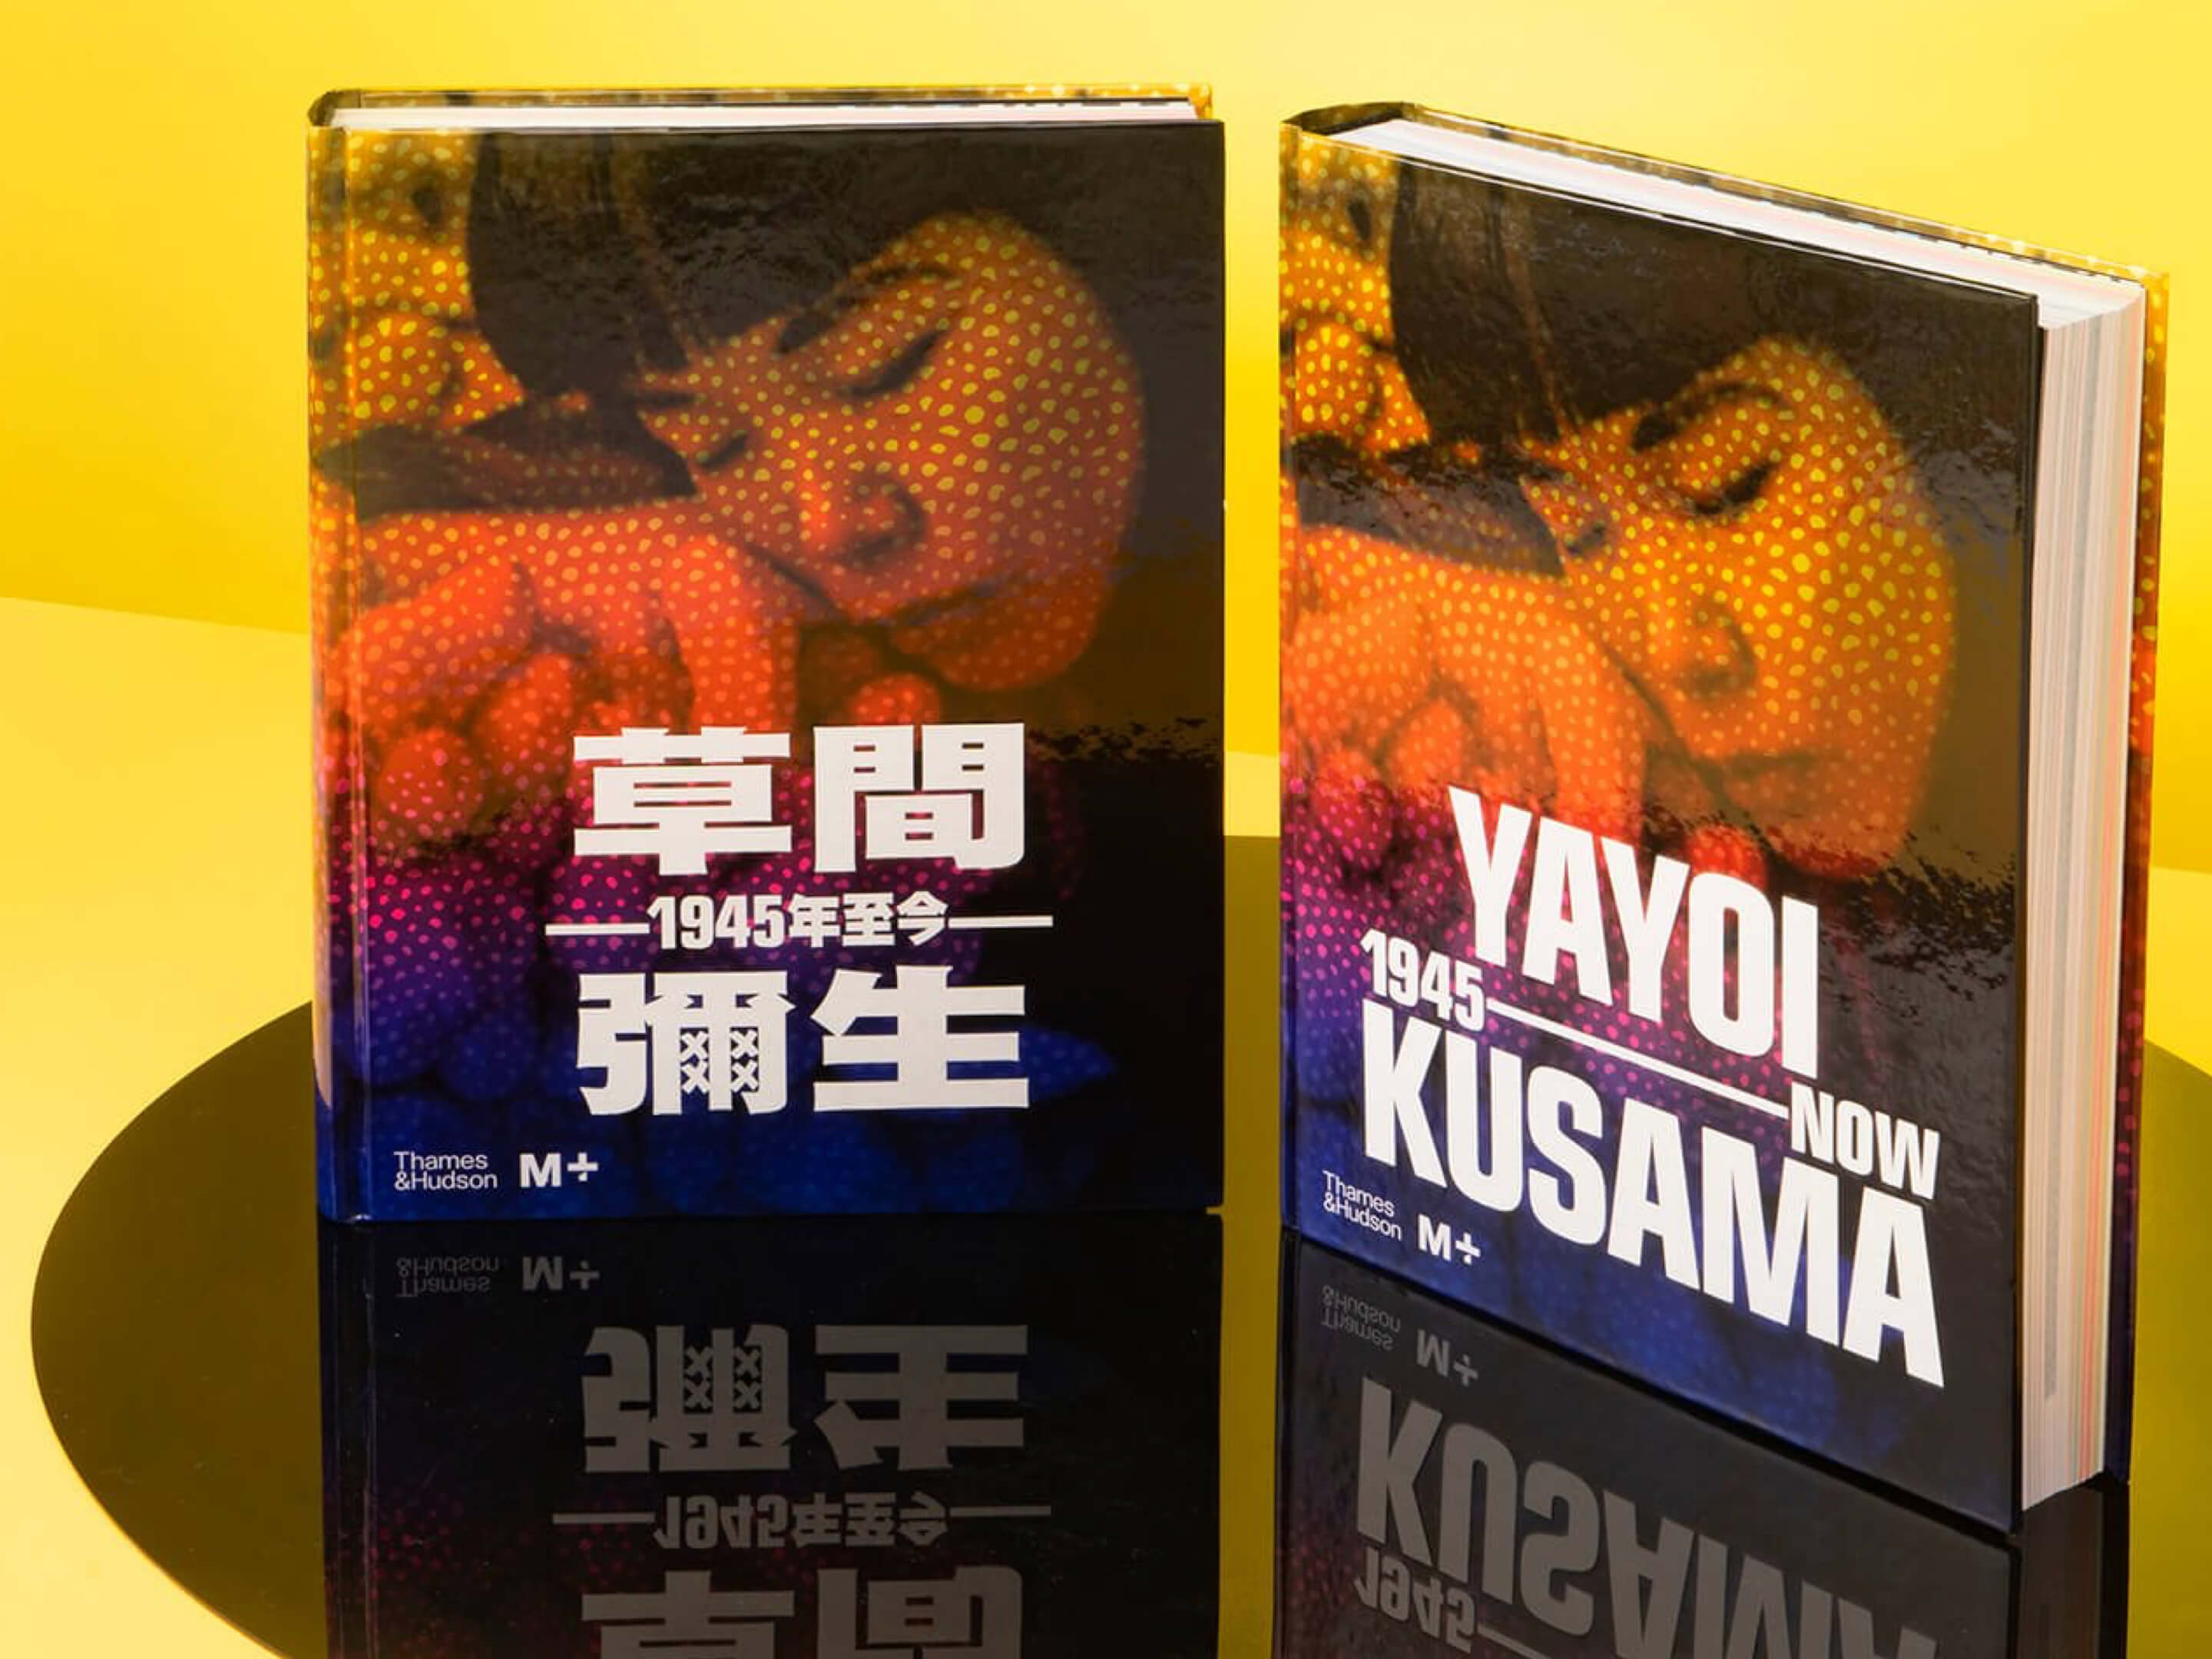 草間
1945年至今
彌生
Thames
&Hudson
M+
YAYOI
1945
NOW
KUSAMA
Thames
&Hudson
M+